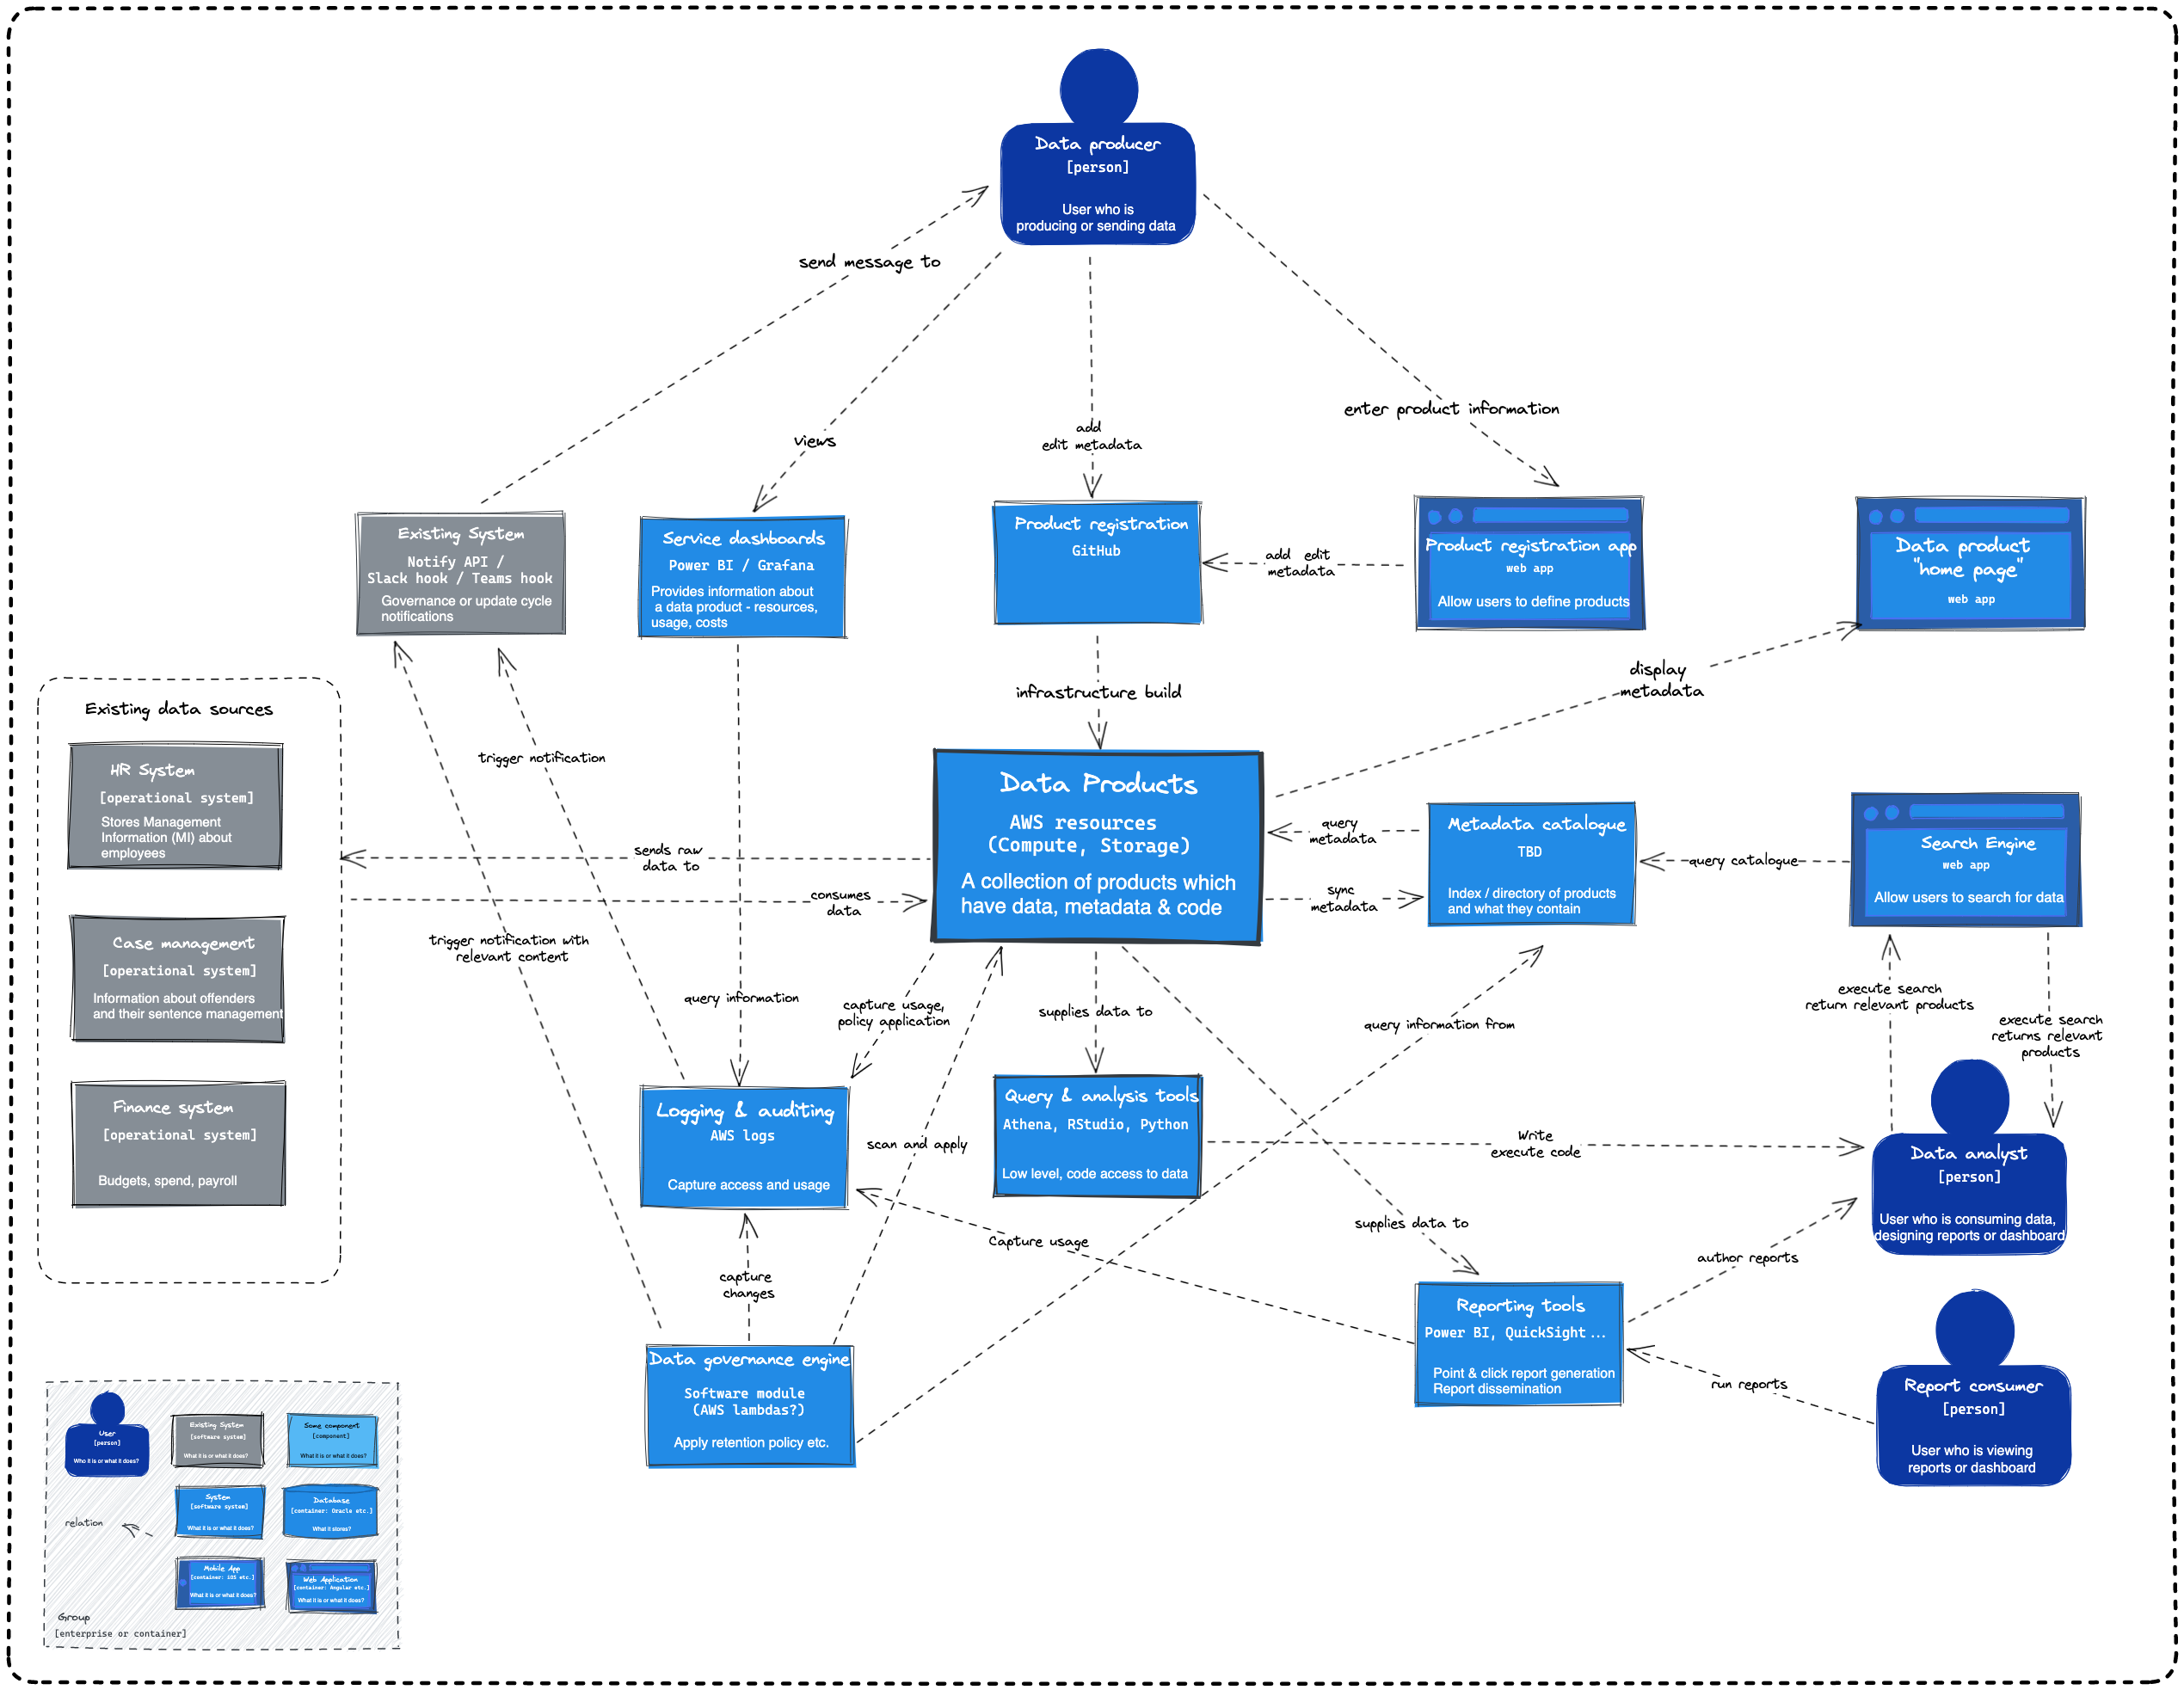 Data producer
[person]
User who is
producing or sending data
send message to
views
add
edit metadata
enter product information
Existing System
Notify API /
Slack hook / Teams hook
Governance or update cycle
notifications
Service dashboards
Power BI / Grafana
Provides information about
a data product - resources,
usage, costs
Product registration
GitHub
add edit
metadata
Product registration app
web app
Allow users to define products
Data product
"home page"
web app
infrastructure build
display
metadata
Existing data sources
HR System
[operational system]
Stores Management
Information (MI) about
employees
Case management
[operational system]
Information about offenders
and their sentence management
Finance system
[operational system]
Budgets, spend, payroll
trigger notification
trigger notification with
relevant content
sends raw
data to
consumes
data
query information
Data Products
AWS resources
(Compute, Storage)
A collection of products which
have data, metadata & code
query
metadata
sync
metadata
Metadata catalogue
TBD
Index / directory of products
and what they contain
query catalogue
Search Engine
web app
Allow users to search for data
capture usage,
policy application
supplies data to
query information from
execute search
return relevant products
execute search
returns relevant
products
Logging & auditing
AWS logs
Capture access and usage
scan and apply
Query & analysis tools
Athena, RStudio, Python
Low level, code access to data
Write
execute code
Data analyst
[person]
User who is consuming data,
designing reports or dashboard
Capture usage
supplies data to
author reports
capture
changes
Reporting tools
Power BI, QuickSight ...
Point & click report generation
Report dissemination
run reports
Report consumer
[person]
User who is viewing
reports or dashboard
Data governance engine
Software module
(AWS lambdas?)
Apply retention policy etc.
User
[person]
Who it is or what it does?
Existing System
[software system]
What it is or what it does?
Some component
[component]
What it is or what it does?
System
[software system]
What it is or what it does?
Database
[container: Oracle etc.]
What it stores?
relation
Mobile App
[container: iOS etc.]
What it is or what it does?
Web Application
[container: Angular etc.]
What it is or what it does?
Group
[enterprise or container]